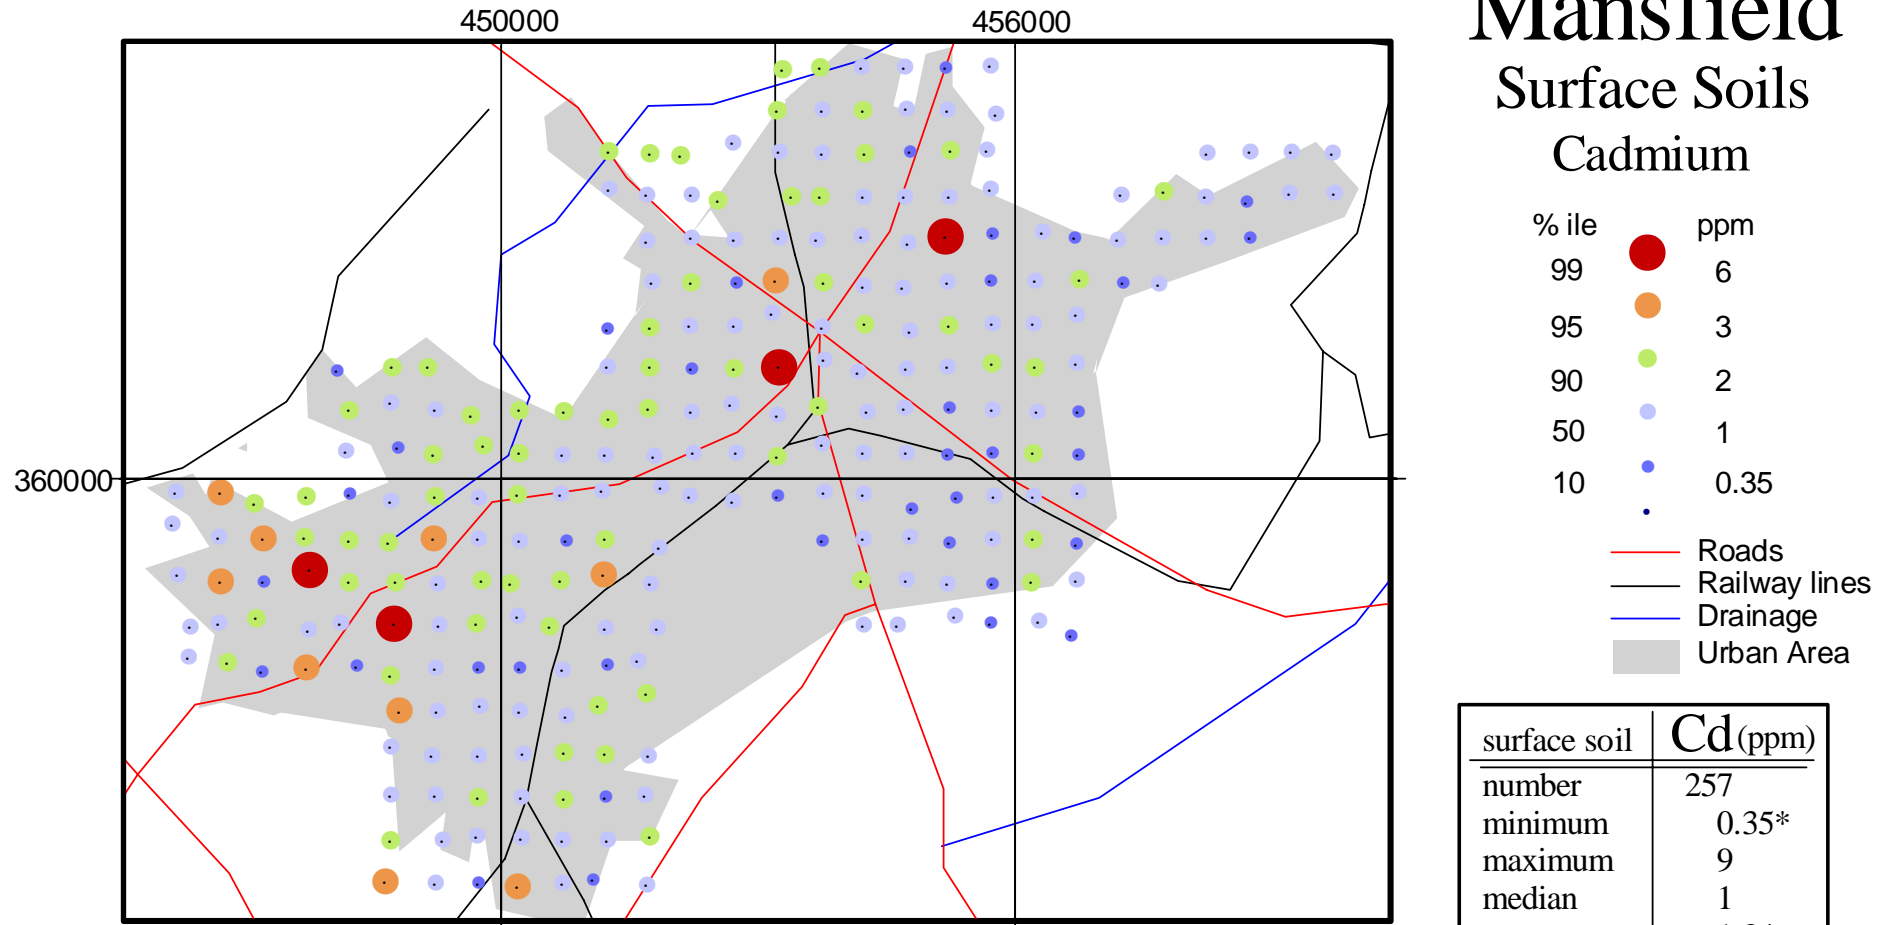 450000 456000
360000
Mansfield
Surface Soils
Cadmium
% ile ppm
99 6
95 3
90 2
50 1
10 0.35
Roads
Railway lines
Drainage
Urban Area
surface soil Cd (ppm)
number 257
minimum 0.35*
maximum 9
median 1